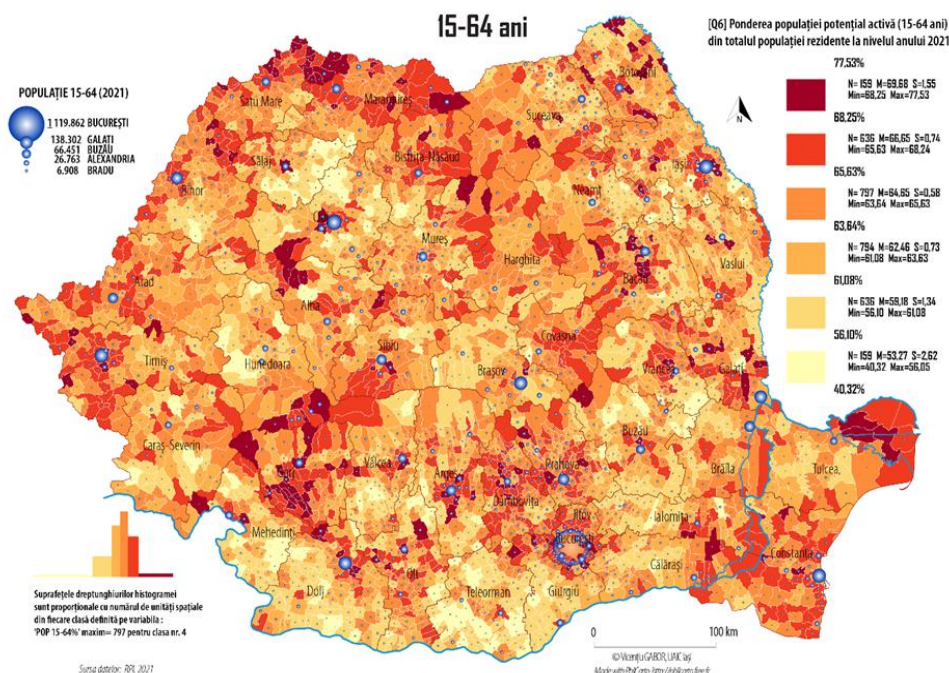 15-64 ani
[Q6] Ponderea populației potențial activă (15-64 ani)
din totalul populației rezidente la nivelul anului 2021
77,53%
N= 159 M=69,68 S=1,55
Min=68,25 Max=77,53
68,25%
N= 636 M=66,65 S=0,74
Min=65,63 Max=68,24
65,63%
N= 797 M=64,65 S=0,58
Min=63,64 Max=65,63
63,64%
N= 794 M=62,46 S=0,73
Min=61,08 Max=63,63
61,08%
N= 636 M=59,18 S=1,34
Min=56,10 Max=61,08
56,10%
N= 159 M=53,27 S=2,62
Min=40,32 Max=56,05
40,32%
POPULAȚIE 15-64 (2021)
1119.862 BUCUREȘTI
138.302 GALATI
66.451 BUZĂU
26.763 ALEXANDRIA
6.908 BRADU
N
Satu Mare
Maramureș
Suceava
Botoșani
Sălaj
Bistrița-Năsăud
Iași
Bihor
Neamț
Mureș
Harghita
Bacău
Vaslui
Arad
Alba
Covasna
Timiș
Hunedoara
Sibiu
Brașov
Vrancea
Galați
Caraș-Severin
Gorj
Vâlcea
Argeș
Prahova
Buzău
Brăila
Tulcea
Dâmbovița
Mehedinți
Ilfov
București
Ialomița
Constanța
Călărași
Dolj
Olt
Teleorman
Giurgiu
Suprafețele dreptunghiurilor histogramei
sunt proporționale cu numărul de unități spațiale
din fiecare clasă definită pe variabila :
'POP 15-64%' maxim= 797 pentru clasa nr. 4
0 100 km
© Vicențiu GABOR, UAIC Iași
Made with PhilCarto http://philcarto.free.fr
Sursa datelor: RPL 2021